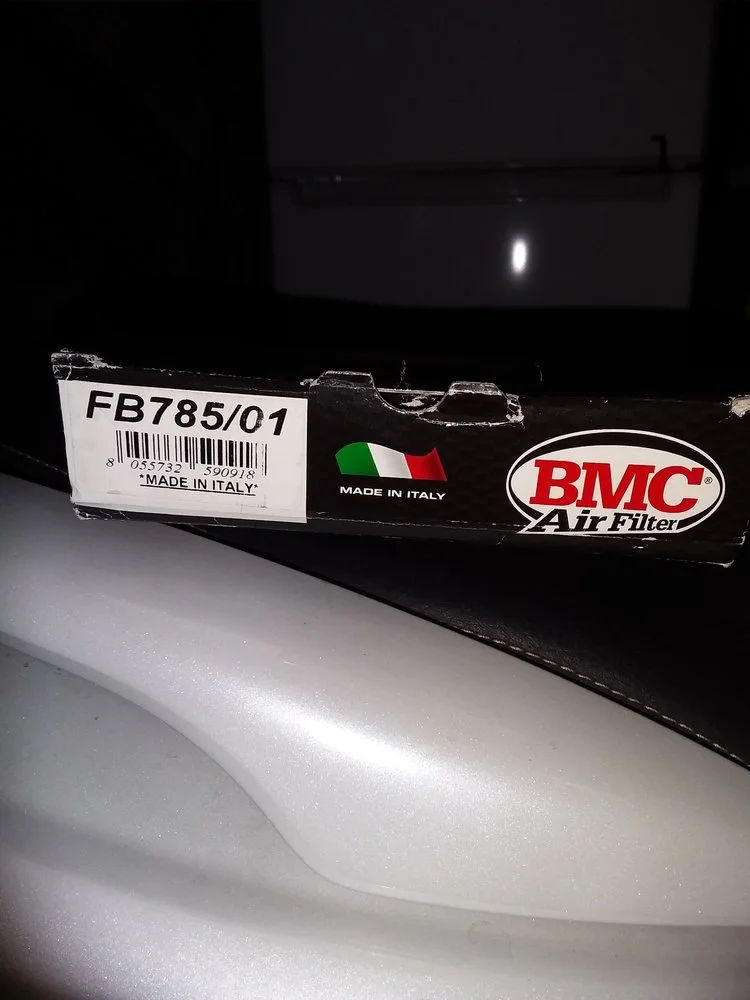 FB785/01
8 055732 590918
*MADE IN ITALY*
MADE IN ITALY
BMC®
Air Filter